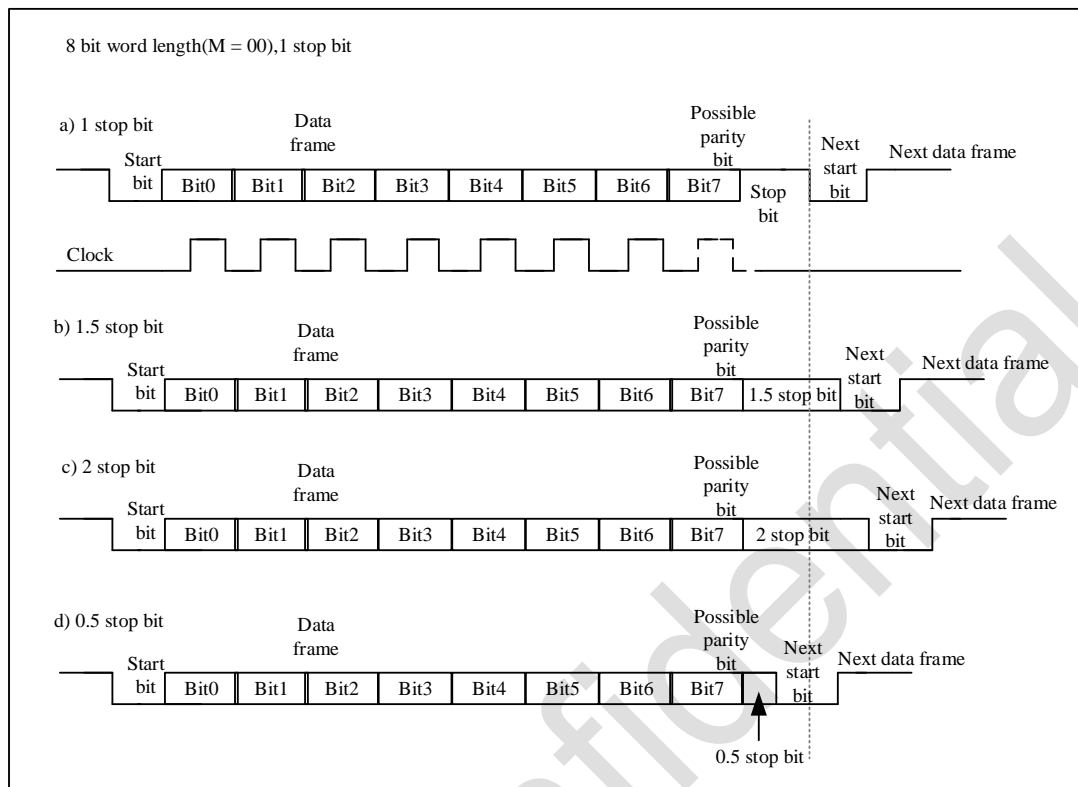 8 bit word length(M = 00),1 stop bit
a) 1 stop bit
Data
frame
Possible
parity
bit
Start
bit
Bit0 Bit1 Bit2 Bit3 Bit4 Bit5 Bit6 Bit7
Stop
bit
Next
start
bit
Next data frame
Clock
b) 1.5 stop bit
Data
frame
Possible
parity
bit
Start
bit
Bit0 Bit1 Bit2 Bit3 Bit4 Bit5 Bit6 Bit7
1.5 stop bit
Next
start
bit
Next data frame
c) 2 stop bit
Data
frame
Possible
parity
bit
Start
bit
Bit0 Bit1 Bit2 Bit3 Bit4 Bit5 Bit6 Bit7
2 stop bit
Next
start
bit
Next data frame
d) 0.5 stop bit
Data
frame
Possible
parity
bit
Start
bit
Bit0 Bit1 Bit2 Bit3 Bit4 Bit5 Bit6 Bit7
Next
start
bit
Next data frame
0.5 stop bit
nfidential